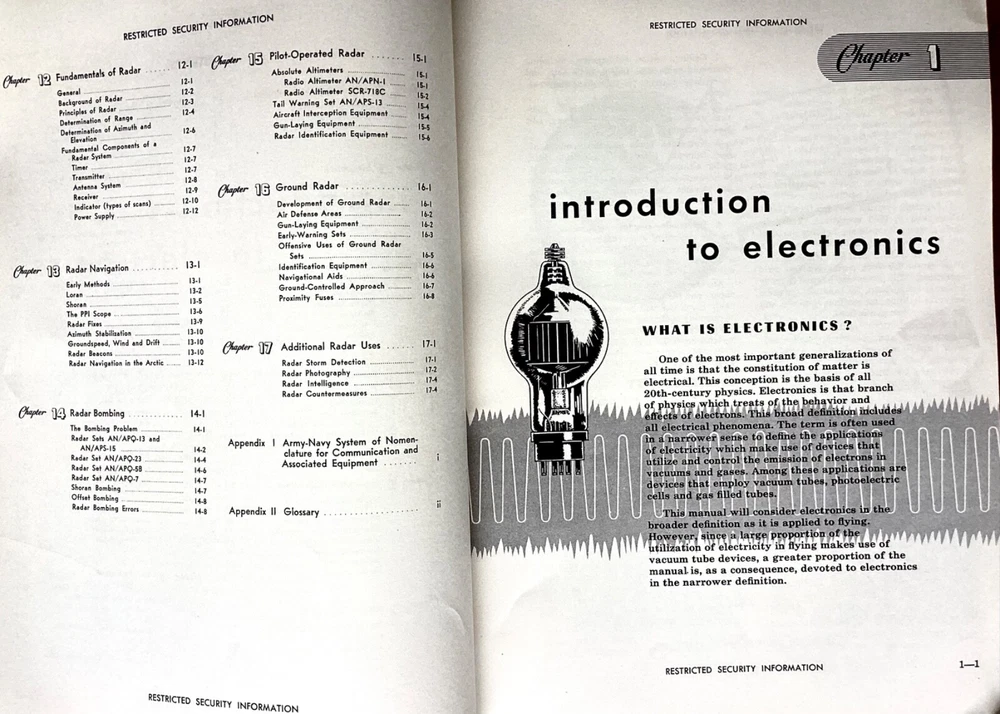 RESTRICTED SECURITY INFORMATION
Chapter 12 Fundamentals of Radar ...... 12-1
General 12-1
Background of Radar 12-2
Principles of Radar 12-3
Determination of Range 12-4
Determination of Azimuth and
Elevation 12-6
Fundamental Components of a
Radar System 12-7
Timer 12-7
Transmitter 12-7
Antenna System 12-8
Receiver 12-9
Indicator (types of scans) 12-10
Power Supply 12-12
Chapter 13 Radar Navigation ........... 13-1
Early Methods 13-1
Loran 13-2
Shoran 13-5
The PPI Scope 13-6
Radar Fixes 13-9
Azimuth Stabilization 13-10
Groundspeed, Wind and Drift 13-10
Radar Beacons 13-10
Radar Navigation in the Arctic 13-12
Chapter 14 Radar Bombing ............. 14-1
The Bombing Problem 14-1
Radar Sets AN/APQ-13 and
AN/APS-15 14-2
Radar Set AN/APQ-23 14-4
Radar Set AN/APQ-5B 14-6
Radar Set AN/APQ-7 14-7
Shoran Bombing 14-7
Offset Bombing 14-8
Radar Bombing Errors 14-8
Chapter 15 Pilot-Operated Radar ........ 15-1
Absolute Altimeters 15-1
Radio Altimeter AN/APN-1 15-1
Radio Altimeter SCR-718C 15-2
Tail Warning Set AN/APS-13 15-4
Aircraft Interception Equipment 15-4
Gun-Laying Equipment 15-5
Radar Identification Equipment 15-6
Chapter 16 Ground Radar .............. 16-1
Development of Ground Radar 16-1
Air Defense Areas 16-2
Gun-Laying Equipment 16-2
Early-Warning Sets 16-3
Offensive Uses of Ground Radar
Sets 16-5
Identification Equipment 16-6
Navigational Aids 16-6
Ground-Controlled Approach 16-7
Proximity Fuses 16-8
Chapter 17 Additional Radar Uses ....... 17-1
Radar Storm Detection 17-1
Radar Photography 17-2
Radar Intelligence 17-4
Radar Countermeasures 17-4
Appendix I Army-Navy System of Nomen-
clature for Communication and
Associated Equipment ....... i
Appendix II Glossary .................... ii
RESTRICTED SECURITY INFORMATION
RESTRICTED SECURITY INFORMATION
Chapter 1
introduction
to electronics
WHAT IS ELECTRONICS ?
One of the most important generalizations of
all time is that the constitution of matter is
electrical. This conception is the basis of all
20th-century physics. Electronics is that branch
of physics which treats of the behavior and
effects of electrons. This broad definition includes
all electrical phenomena. The term is often used
in a narrower sense to define the applications
of electricity which make use of devices that
utilize and control the emission of electrons in
vacuums and gases. Among these applications are
devices that employ vacuum tubes, photoelectric
cells and gas filled tubes.
This manual will consider electronics in the
broader definition as it is applied to flying.
However, since a large proportion of the
utilization of electricity in flying makes use of
vacuum tube devices, a greater proportion of the
manual is, as a consequence, devoted to electronics
in the narrower definition.
RESTRICTED SECURITY INFORMATION
1—1